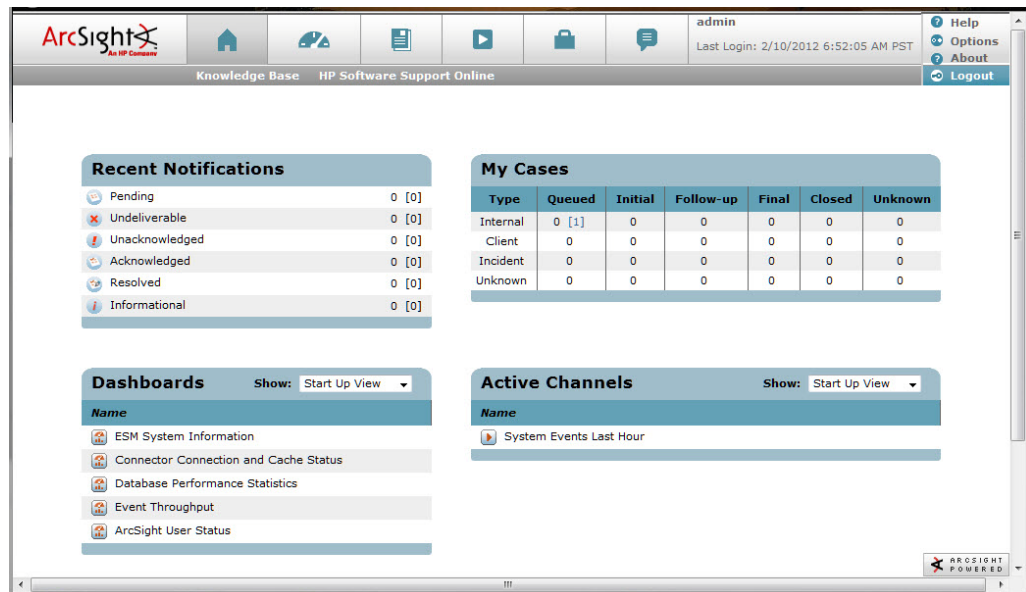 ArcSight
An HP Company
admin
Last Login: 2/10/2012 6:52:05 AM PST
Help
Options
About
Logout
Knowledge Base HP Software Support Online
Recent Notifications
Pending 0 [0]
Undeliverable 0 [0]
Unacknowledged 0 [0]
Acknowledged 0 [0]
Resolved 0 [0]
Informational 0 [0]
My Cases
Type Queued Initial Follow-up Final Closed Unknown
Internal 0 [1] 0 0 0 0 0
Client 0 0 0 0 0 0
Incident 0 0 0 0 0 0
Unknown 0 0 0 0 0 0
Dashboards Show: Start Up View
Name
ESM System Information
Connector Connection and Cache Status
Database Performance Statistics
Event Throughput
ArcSight User Status
Active Channels Show: Start Up View
Name
System Events Last Hour
ARCSIGHT
POWERED